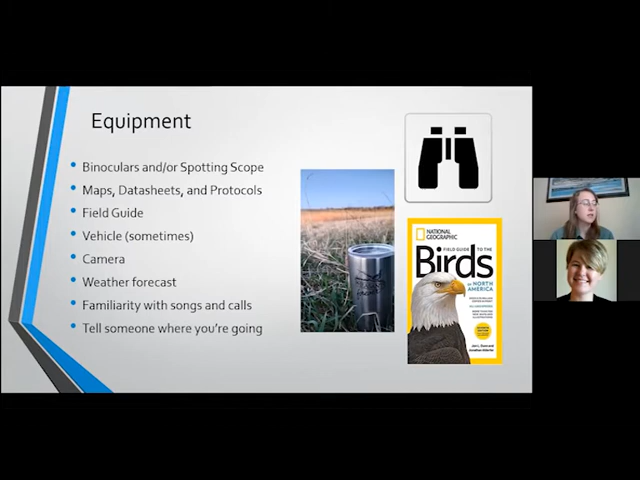 Equipment
Binoculars and/or Spotting Scope
Maps, Datasheets, and Protocols
Field Guide
Vehicle (sometimes)
Camera
Weather forecast
Familiarity with songs and calls
Tell someone where you're going
NATIONAL
GEOGRAPHIC
FIELD GUIDE TO THE
Birds
OF NORTH
AMERICA